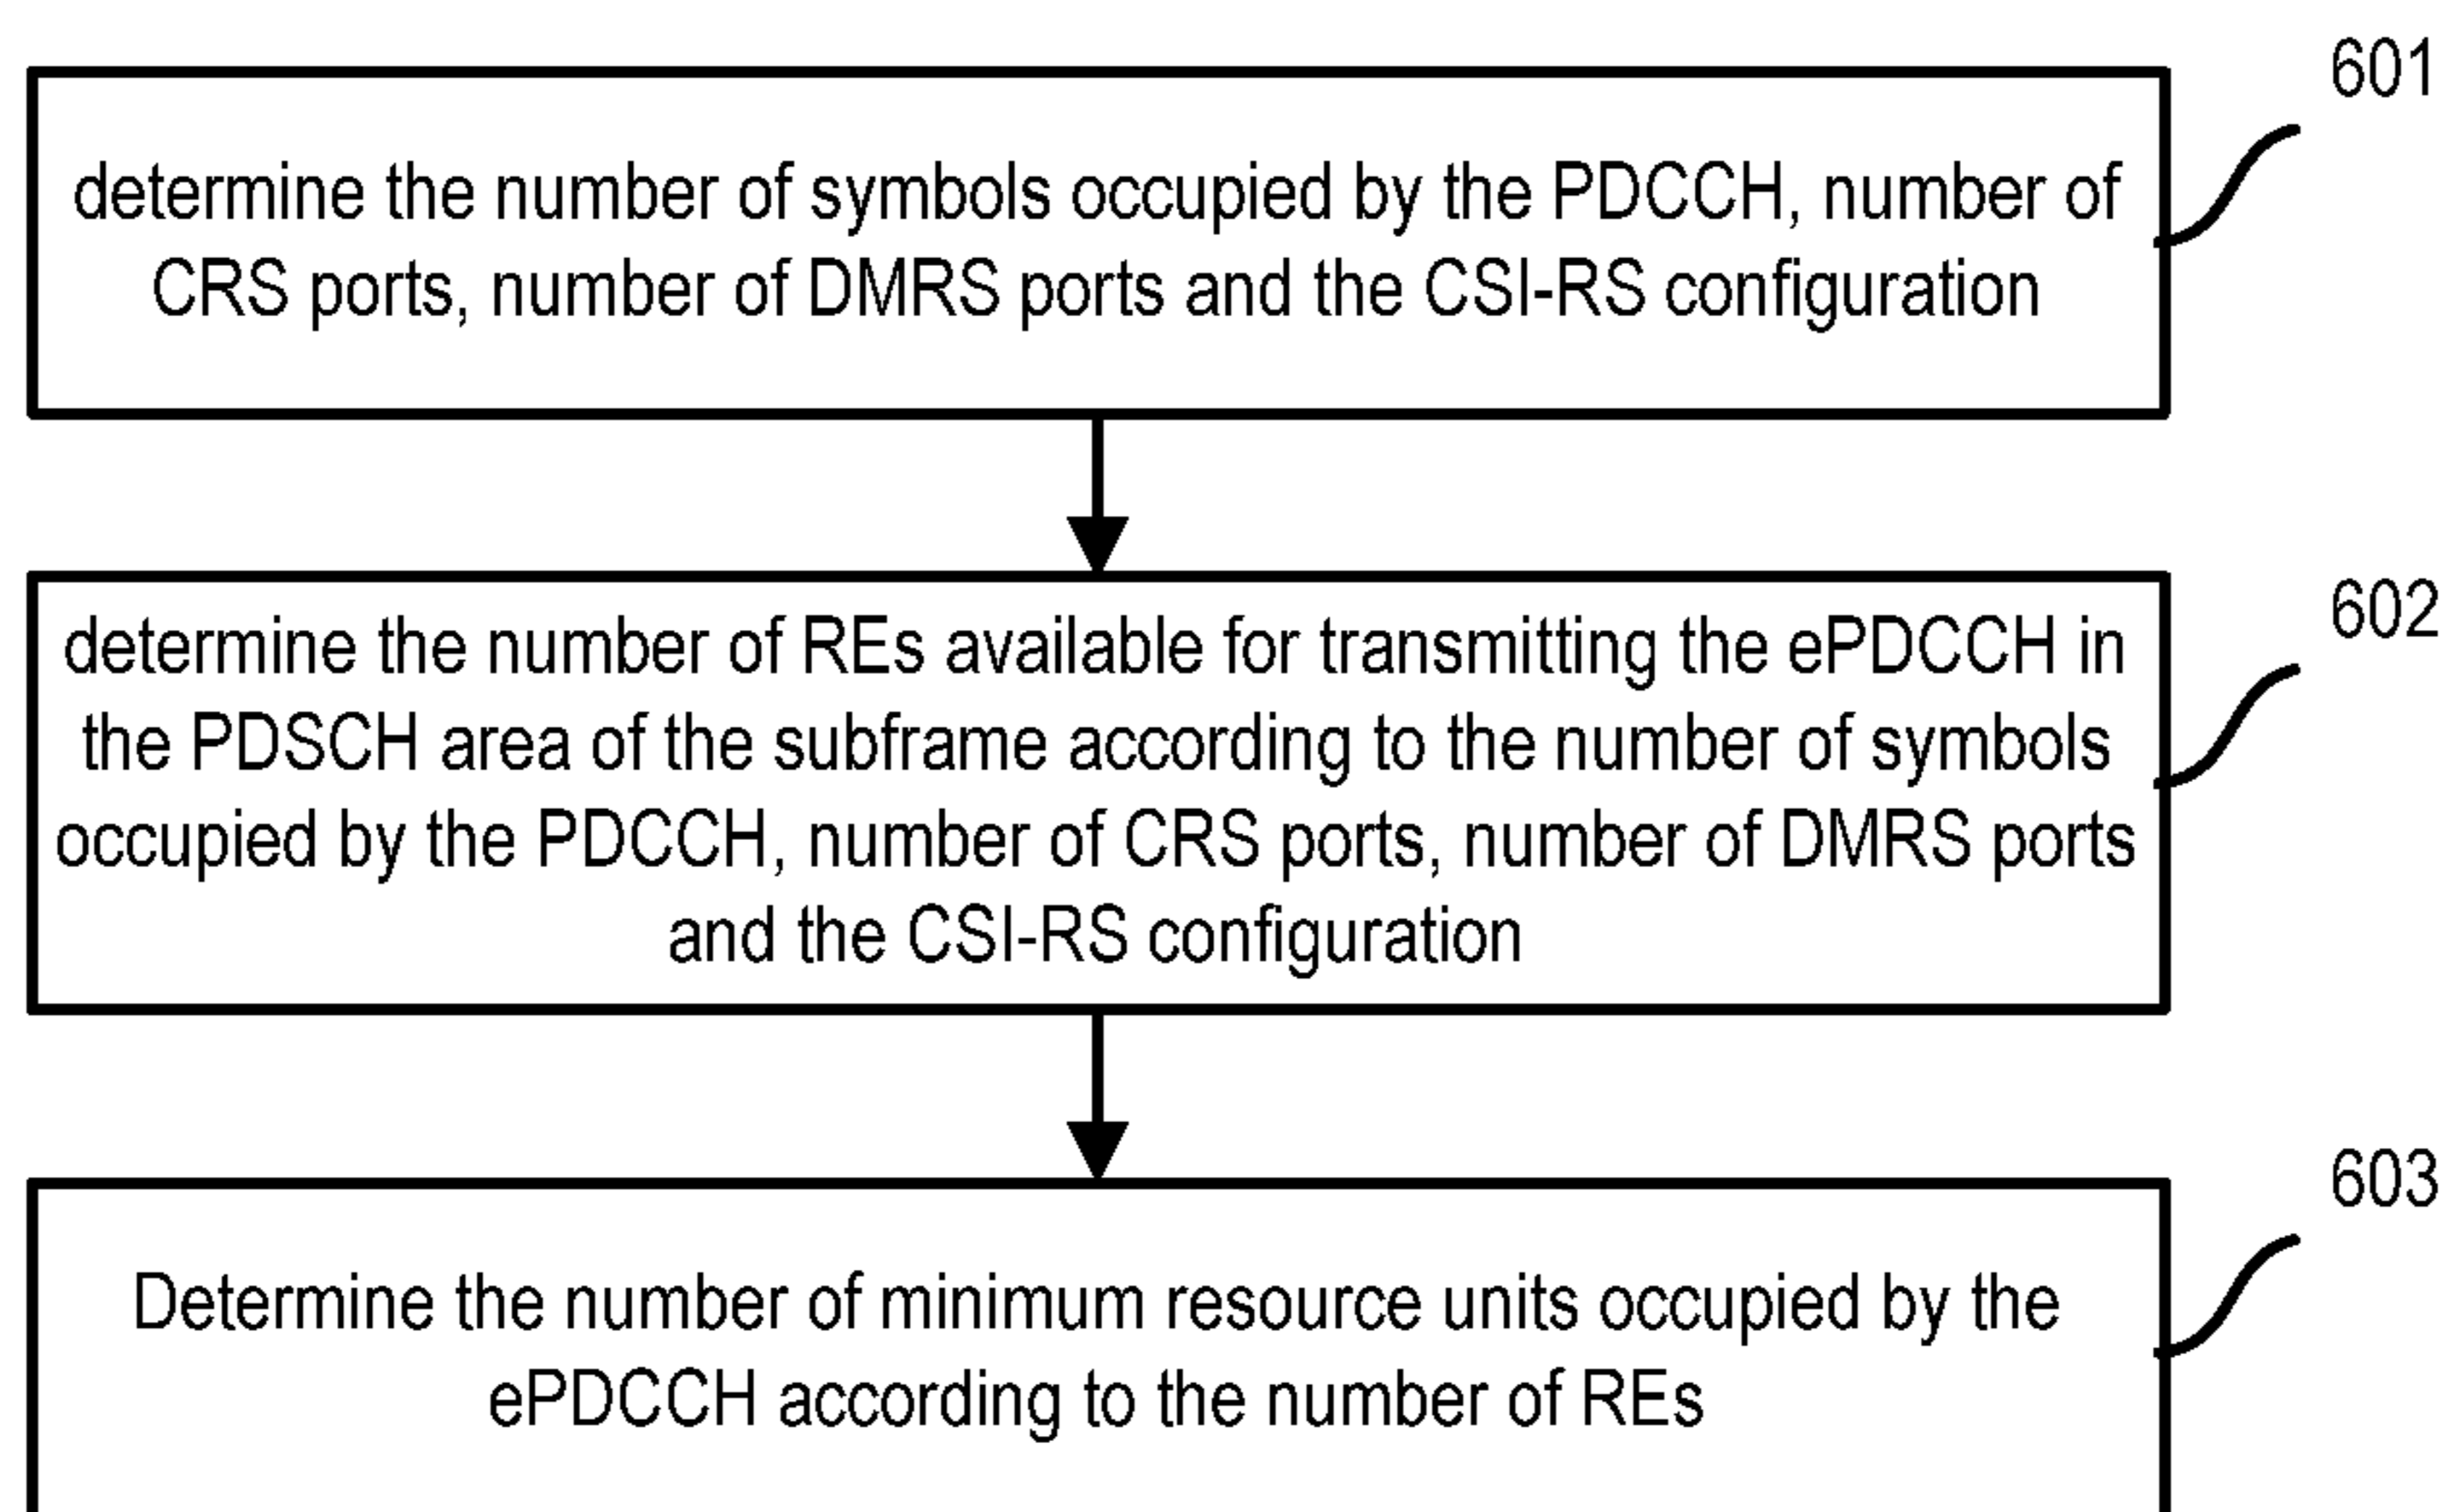 601
determine the number of symbols occupied by the PDCCH, number of
CRS ports, number of DMRS ports and the CSI-RS configuration
602
determine the number of REs available for transmitting the ePDCCH in
the PDSCH area of the subframe according to the number of symbols
occupied by the PDCCH, number of CRS ports, number of DMRS ports
and the CSI-RS configuration
603
Determine the number of minimum resource units occupied by the
ePDCCH according to the number of REs